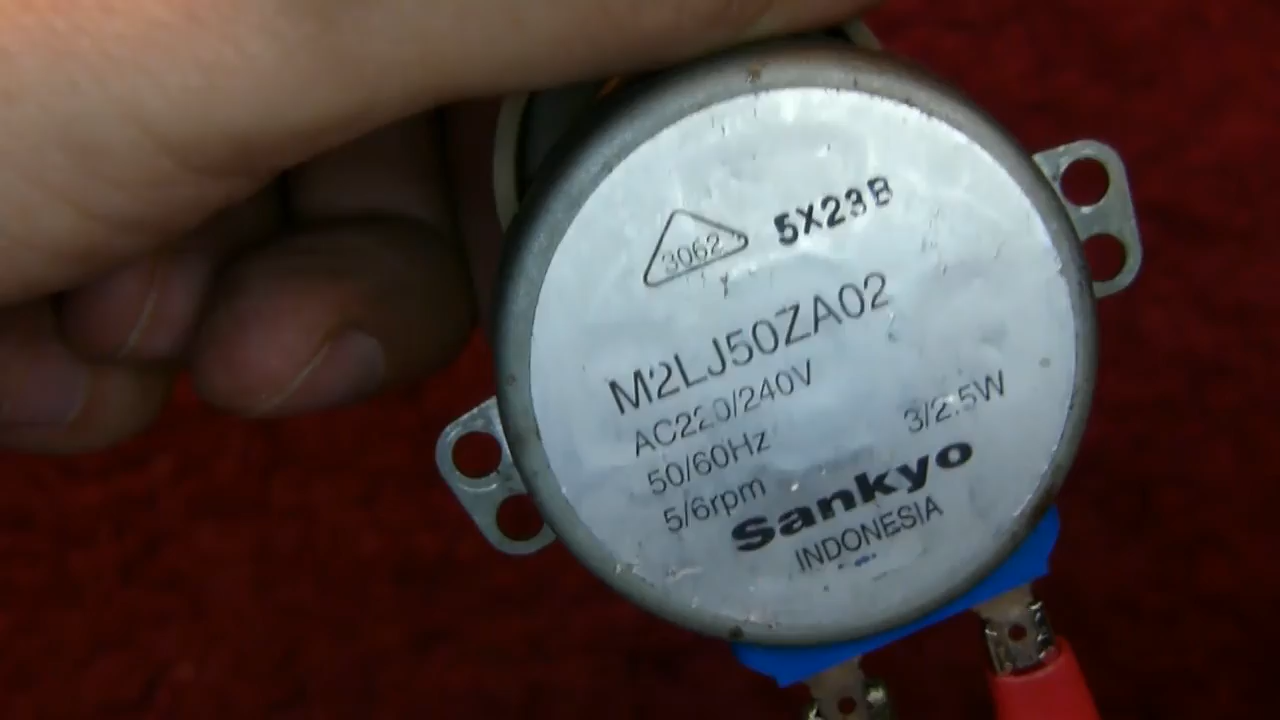 3062 5X23B
M2LJ50ZA02
AC220/240V
50/60Hz 3/2.5W
5/6rpm
Sankyo
INDONESIA